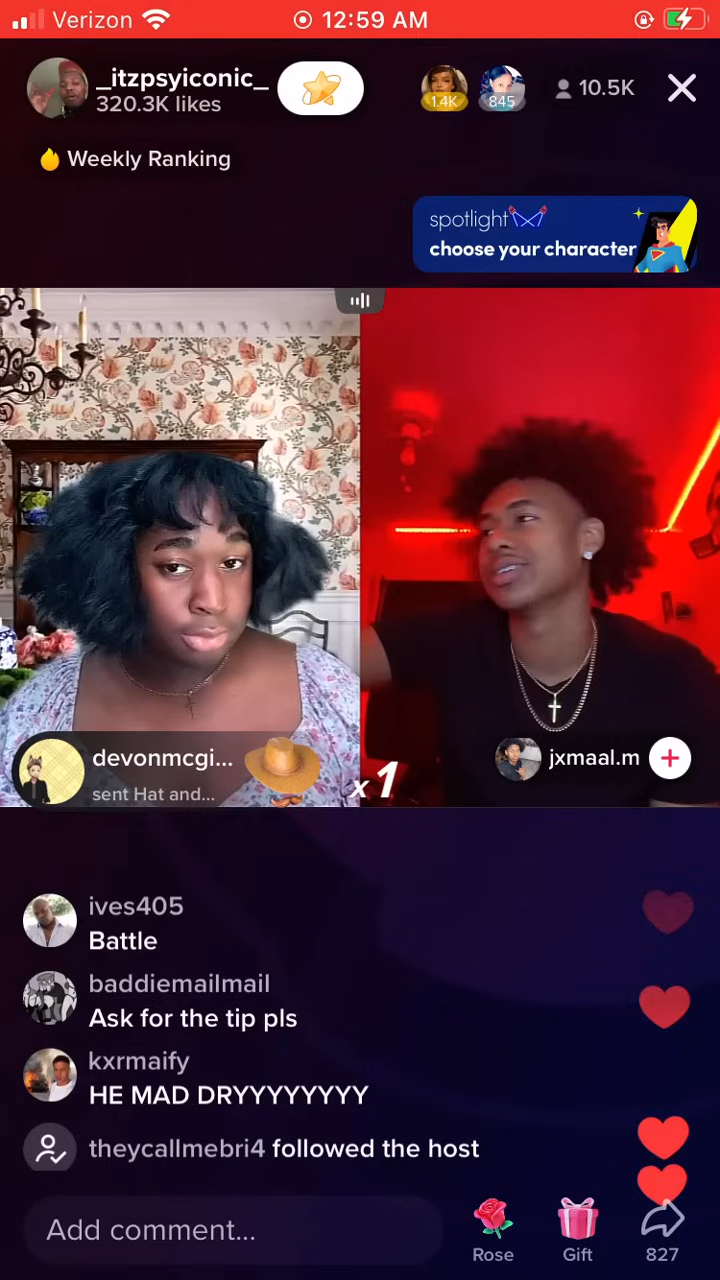 Verizon 12:59 AM
_itzpsyiconic_
320.3K likes
1.4K
845
10.5K
Weekly Ranking
spotlight
choose your character
devonmcgi...
sent Hat and...
x1
jxmaal.m
ives405
Battle
baddiemailmail
Ask for the tip pls
kxrmaify
HE MAD DRYYYYYYYY
theycallmebri4 followed the host
Add comment...
Rose
Gift
827